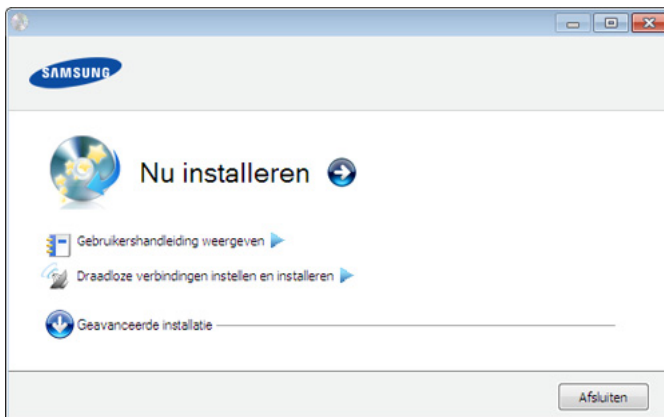 SAMSUNG
Nu installeren
Gebruikershandleiding weergeven
Draadloze verbindingen instellen en installeren
Geavanceerde installatie
Afsluiten